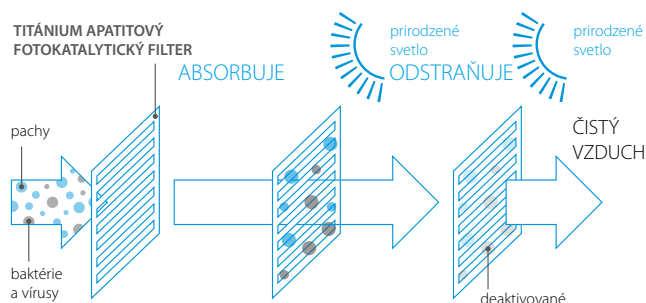 TITÁNIUM APATITOVÝ
FOTOKATALYTICKÝ FILTER
ABSORBUJE
prirodzené
svetlo
ODSTRAŇUJE
prirodzené
svetlo
pachy
ČISTÝ
VZDUCH
baktérie
a vírusy
deaktivované